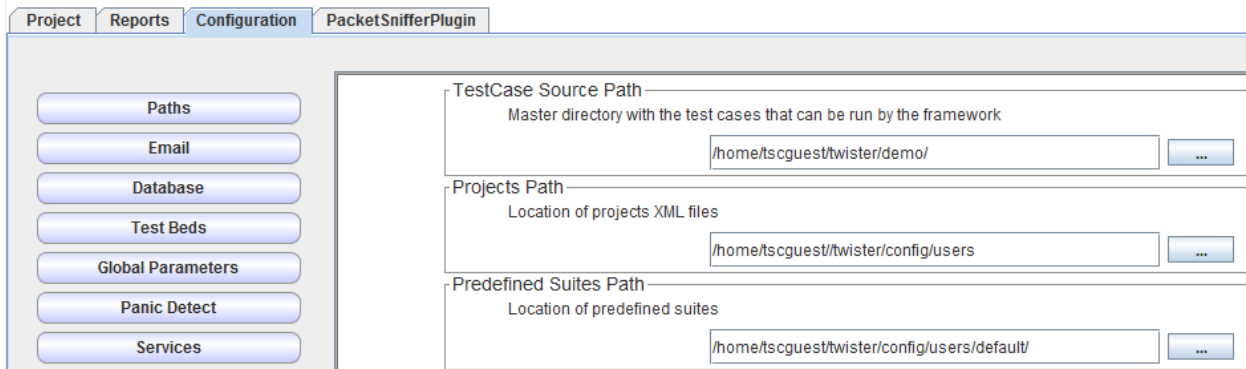 Project Reports Configuration PacketSnifferPlugin
Paths
Email
Database
Test Beds
Global Parameters
Panic Detect
Services
TestCase Source Path
Master directory with the test cases that can be run by the framework
/home/tscguest/twister/demo/ ...
Projects Path
Location of projects XML files
/home/tscguest//twister/config/users ...
Predefined Suites Path
Location of predefined suites
/home/tscguest/twister/config/users/default/ ...